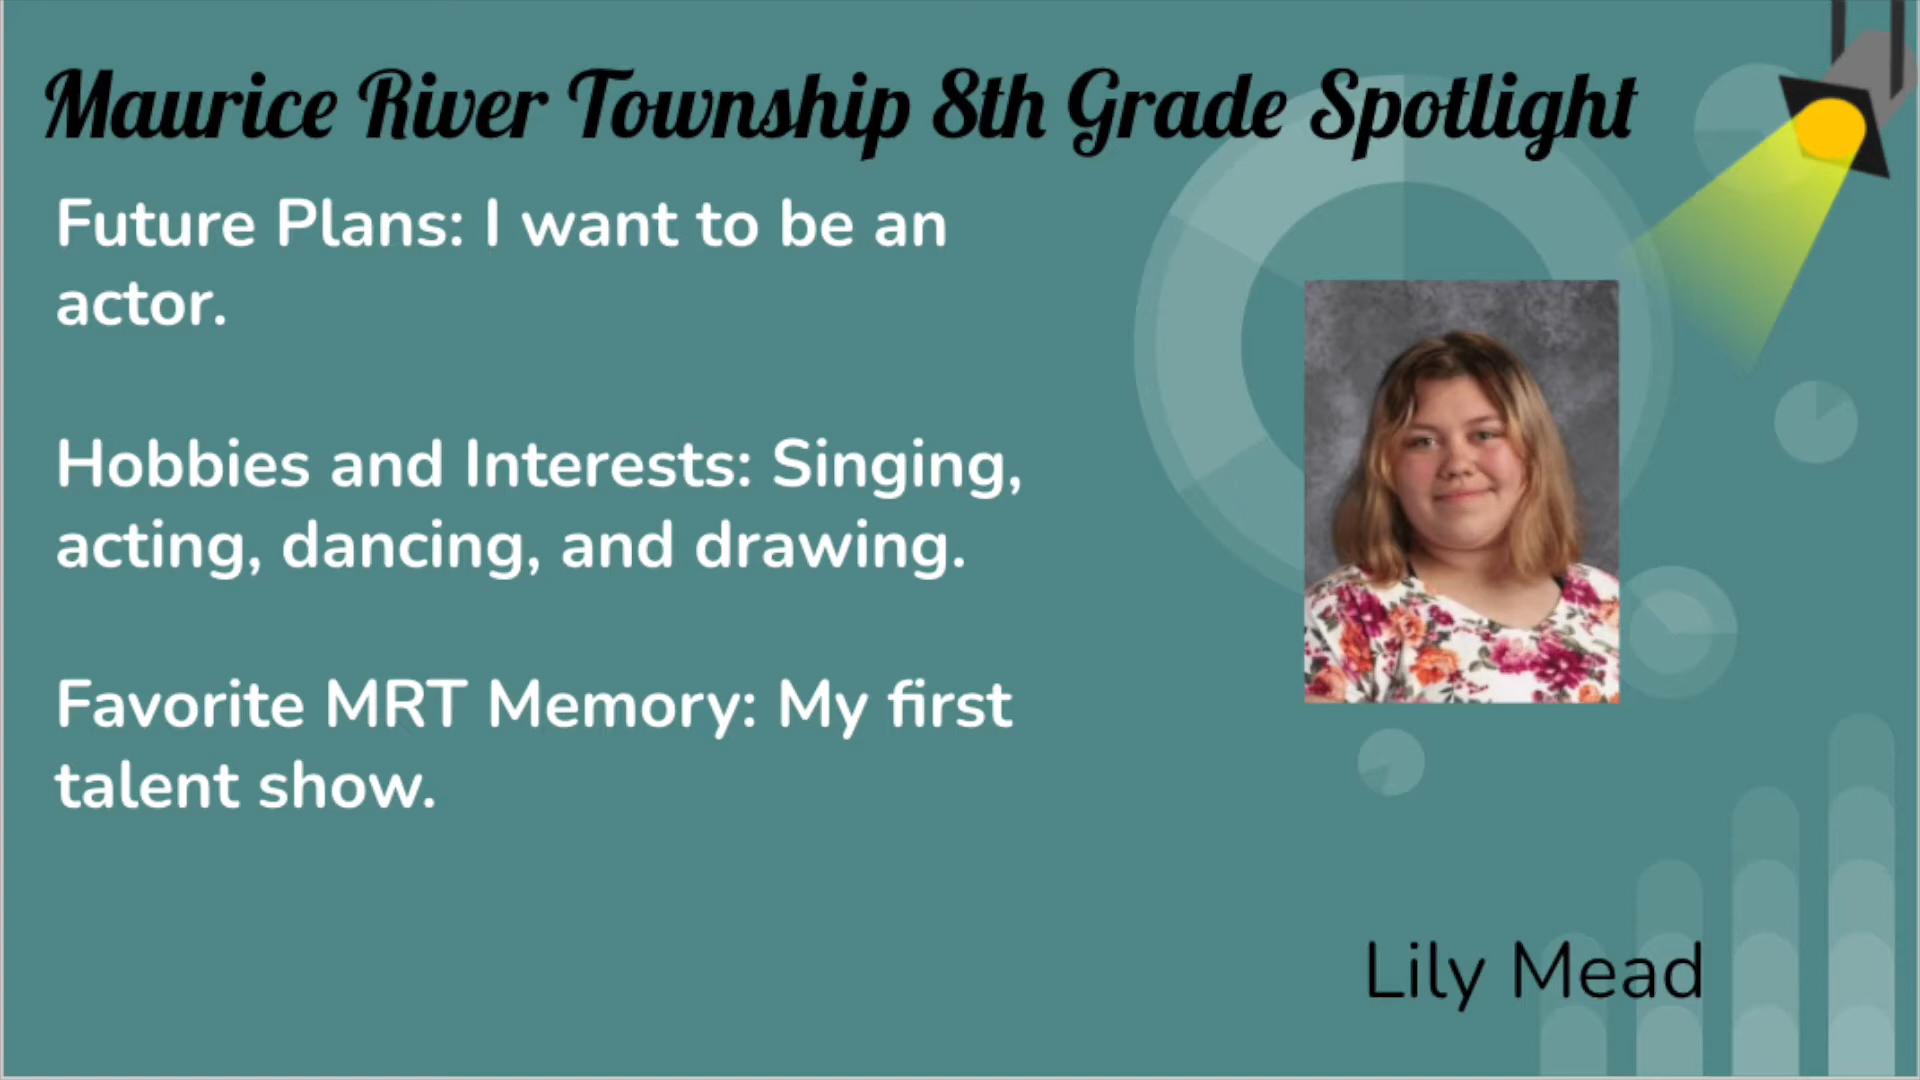 Maurice River Township 8th Grade Spotlight
Future Plans: I want to be an
actor.
Hobbies and Interests: Singing,
acting, dancing, and drawing.
Favorite MRT Memory: My first
talent show.
Lily Mead